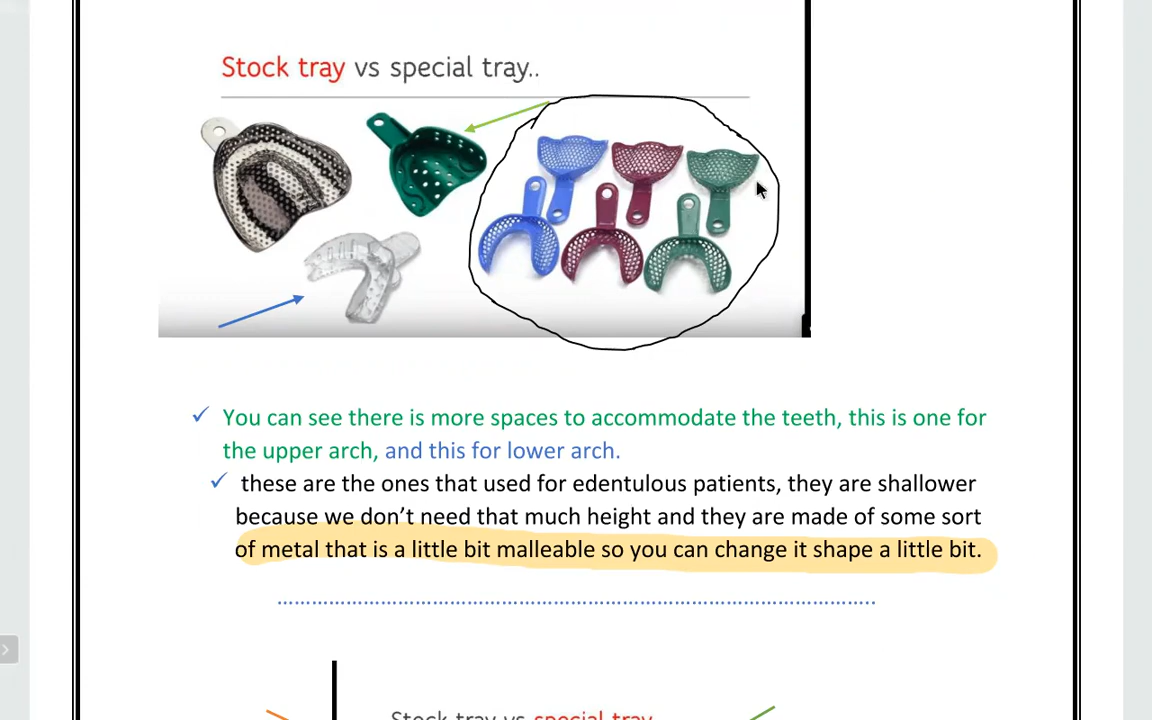 Stock tray vs special tray..
✓ You can see there is more spaces to accommodate the teeth, this is one for
the upper arch, and this for lower arch.
✓ these are the ones that used for edentulous patients, they are shallower
because we don’t need that much height and they are made of some sort
of metal that is a little bit malleable so you can change it shape a little bit.
……………………………………………………………………………………………..
Stock tray vs special tray